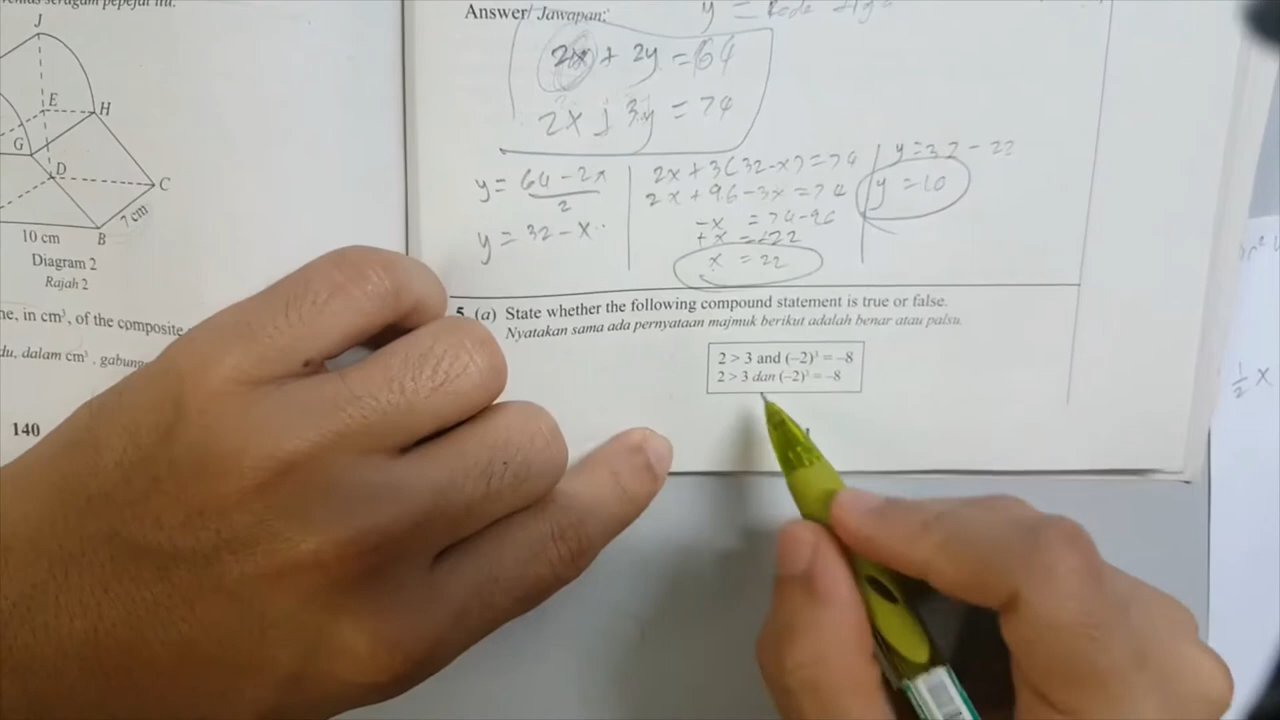 J
E
H
G
D
C
7 cm
10 cm
B
Diagram 2
Rajah 2
in cm³, of the composite
dalam cm³, gabung
140
Answer/ Jawapan:
y =
2x + 2y = 64
2x + 3y = 74
y = 64 - 2x
2
y = 32 - x
2x + 3(32-x) = 74
2x + 96 - 3x = 74
-x = 74-96
+x = +22
x = 22
y = 32 - 22
y = 10
5. (a) State whether the following compound statement is true or false.
Nyatakan sama ada pernyataan majmuk berikut adalah benar atau palsu.
2 > 3 and (–2)³ = –8
2 > 3 dan (–2)³ = –8
1/2 x